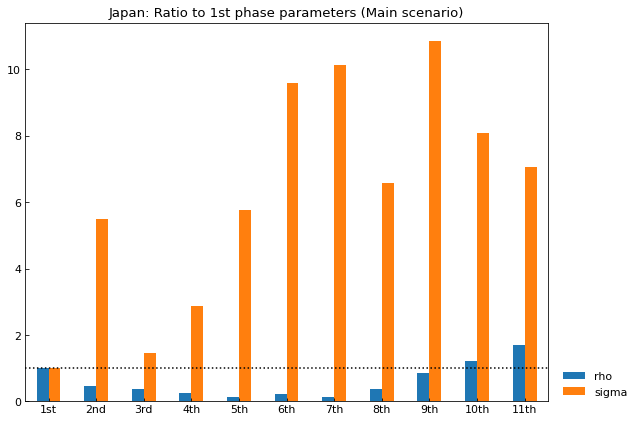 Japan: Ratio to 1st phase parameters (Main scenario)
10
8
6
4
2
0
1st 2nd 3rd 4th 5th 6th 7th 8th 9th 10th 11th
rho
sigma